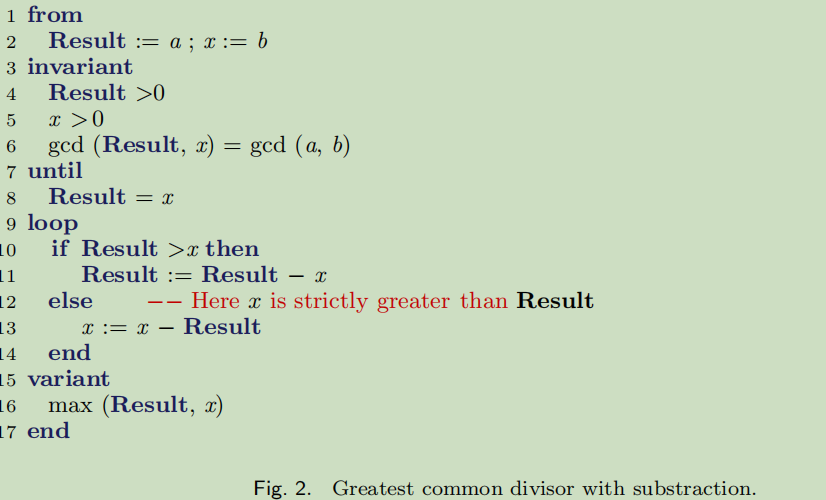 1 from
2 Result := a ; x := b
3 invariant
4 Result >0
5 x >0
6 gcd (Result, x) = gcd (a, b)
7 until
8 Result = x
9 loop
10 if Result >x then
11 Result := Result − x
12 else −− Here x is strictly greater than Result
13 x := x − Result
14 end
15 variant
16 max (Result, x)
17 end
Fig. 2. Greatest common divisor with substraction.